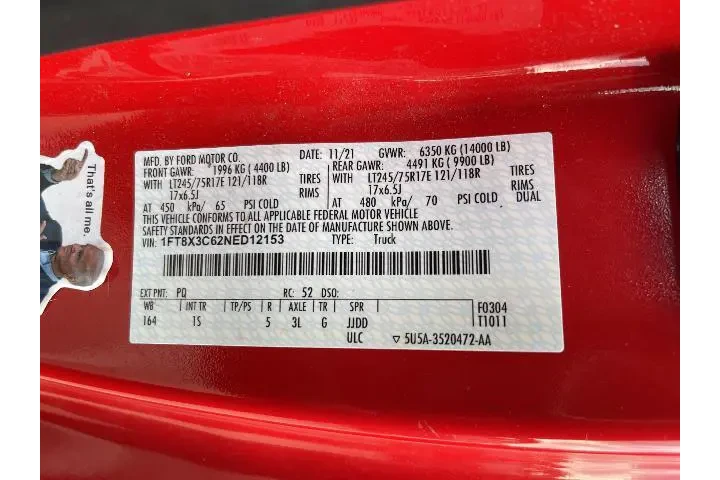 That's all me.
MFD. BY FORD MOTOR CO. DATE: 11/21 GVWR: 6350 KG (14000 LB)
FRONT GAWR: 1996 KG (4400 LB) REAR GAWR: 4491 KG (9900 LB)
WITH LT245/75R17E 121/118R TIRES WITH LT245/75R17E 121/118R TIRES
17x6.5J RIMS 17x6.5J RIMS
AT 450 kPa/ 65 PSI COLD AT 480 kPa/ 70 PSI COLD DUAL
THIS VEHICLE CONFORMS TO ALL APPLICABLE FEDERAL MOTOR VEHICLE
SAFETY STANDARDS IN EFFECT ON THE DATE OF MANUFACTURE SHOWN ABOVE.
VIN: 1FT8X3C62NED12153 TYPE: Truck
EXT PNT: PQ RC: 52 DSO:
WB INT TR TP/PS R AXLE TR SPR F0304
164 1S 5 3L G JJDD T1011
ULC ▽ 5U5A-3520472-AA